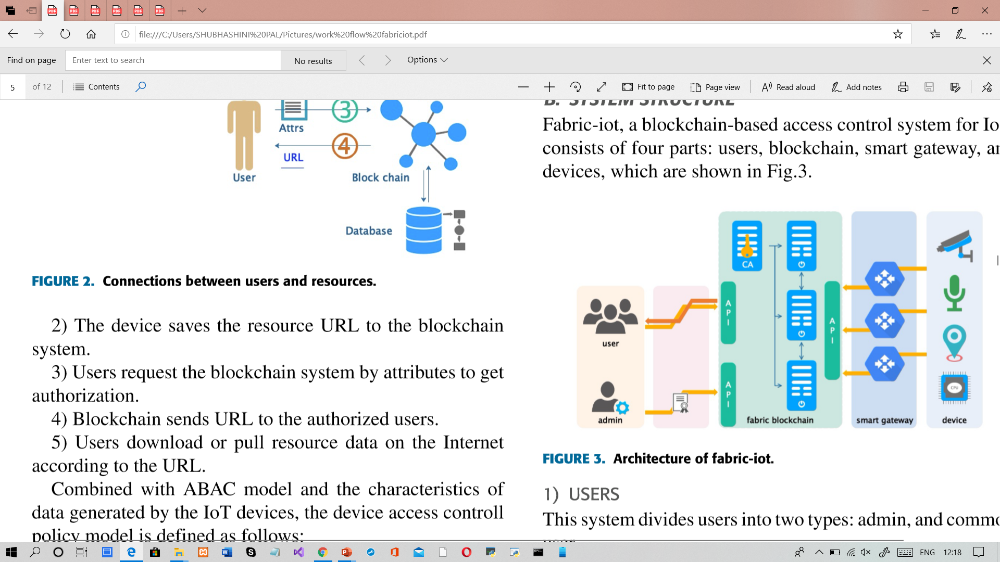 file:///C:/Users/SHUBHASHINI%20PAL/Pictures/work%20flow%20fabriciot.pdf
Find on page
Enter text to search
No results
Options
5
of 12
Contents
Fit to page
Page view
Read aloud
Add notes
Attrs
3
4
URL
User
Block chain
Database
FIGURE 2. Connections between users and resources.
2) The device saves the resource URL to the blockchain
system.
3) Users request the blockchain system by attributes to get
authorization.
4) Blockchain sends URL to the authorized users.
5) Users download or pull resource data on the Internet
according to the URL.
Combined with ABAC model and the characteristics of
data generated by the IoT devices, the device access controll
policy model is defined as follows:
B. SYSTEM STRUCTURE
Fabric-iot, a blockchain-based access control system for Io
consists of four parts: users, blockchain, smart gateway, an
devices, which are shown in Fig.3.
CA
API
API
API
CPU
user
admin
fabric blockchain
smart gateway
device
FIGURE 3. Architecture of fabric-iot.
1) USERS
This system divides users into two types: admin, and commo
user
ENG
12:18